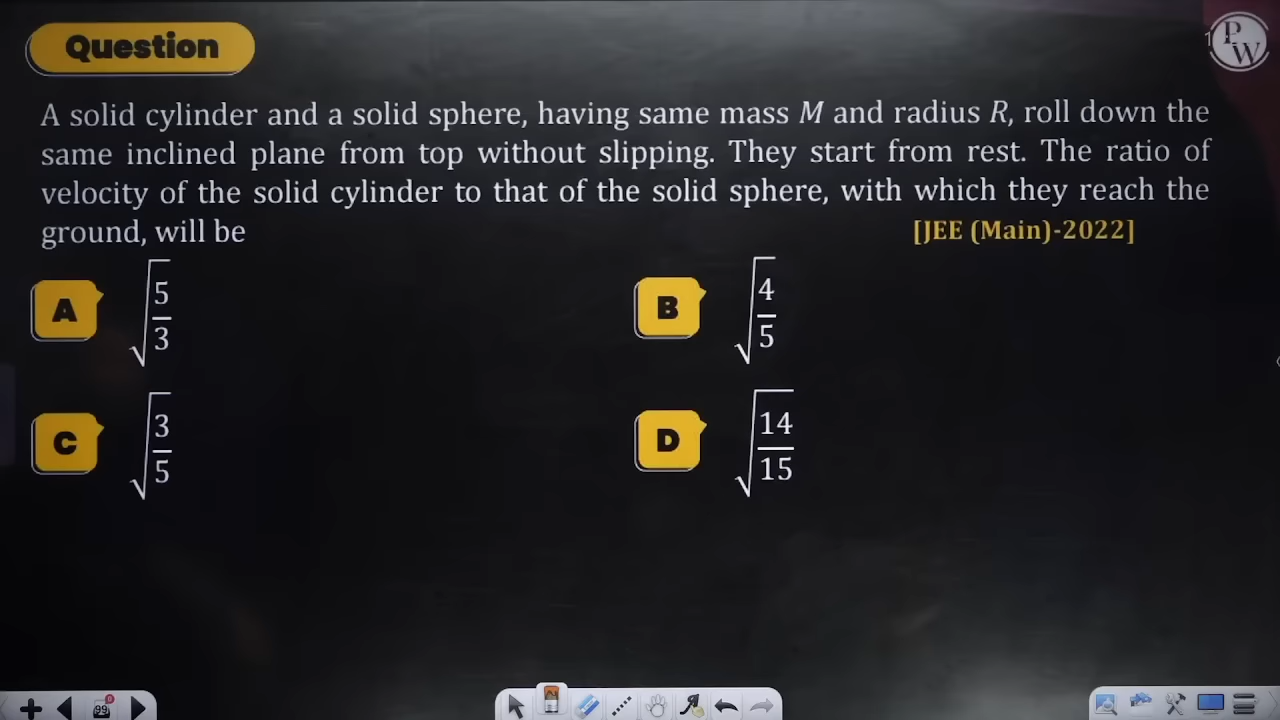 Question
PW
A solid cylinder and a solid sphere, having same mass M and radius R, roll down the
same inclined plane from top without slipping. They start from rest. The ratio of
velocity of the solid cylinder to that of the solid sphere, with which they reach the
ground, will be [JEE (Main)-2022]
A √(5/3)
B √(4/5)
C √(3/5)
D √(14/15)
99